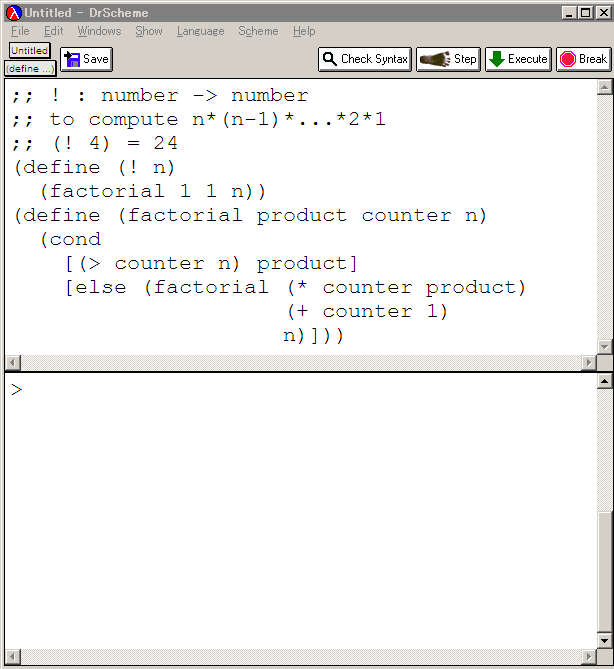 Untitled - DrScheme
File Edit Windows Show Language Scheme Help
Untitled
(define ...)
Save
Check Syntax
Step
Execute
Break
;; ! : number -> number
;; to compute n*(n-1)*...*2*1
;; (! 4) = 24
(define (! n)
  (factorial 1 1 n))
(define (factorial product counter n)
  (cond
    [(> counter n) product]
    [else (factorial (* counter product)
                     (+ counter 1)
                     n)]))
>